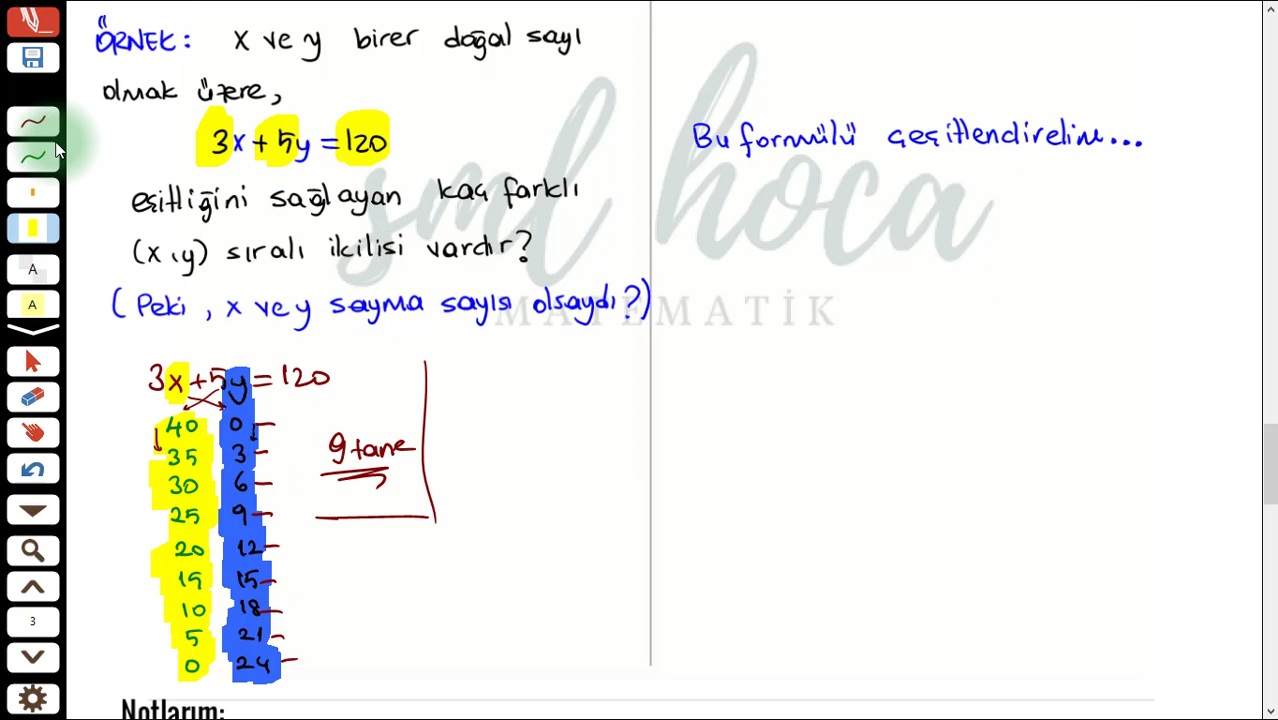 ÖRNEK: x ve y birer doğal sayı
olmak üzere,
3x + 5y = 120
eşitliğini sağlayan kaç farklı
(x,y) sıralı ikilisi vardır?
(Peki, x ve y sayma sayısı olsaydı?)
3x+5y=120
40 0
35 3
30 6
25 9
20 12
15 15
10 18
5 21
0 24
9 tane
Bu formülü çeşitlendirelim...
sml hoca
MATEMATİK
Notlarım:
A
A
3